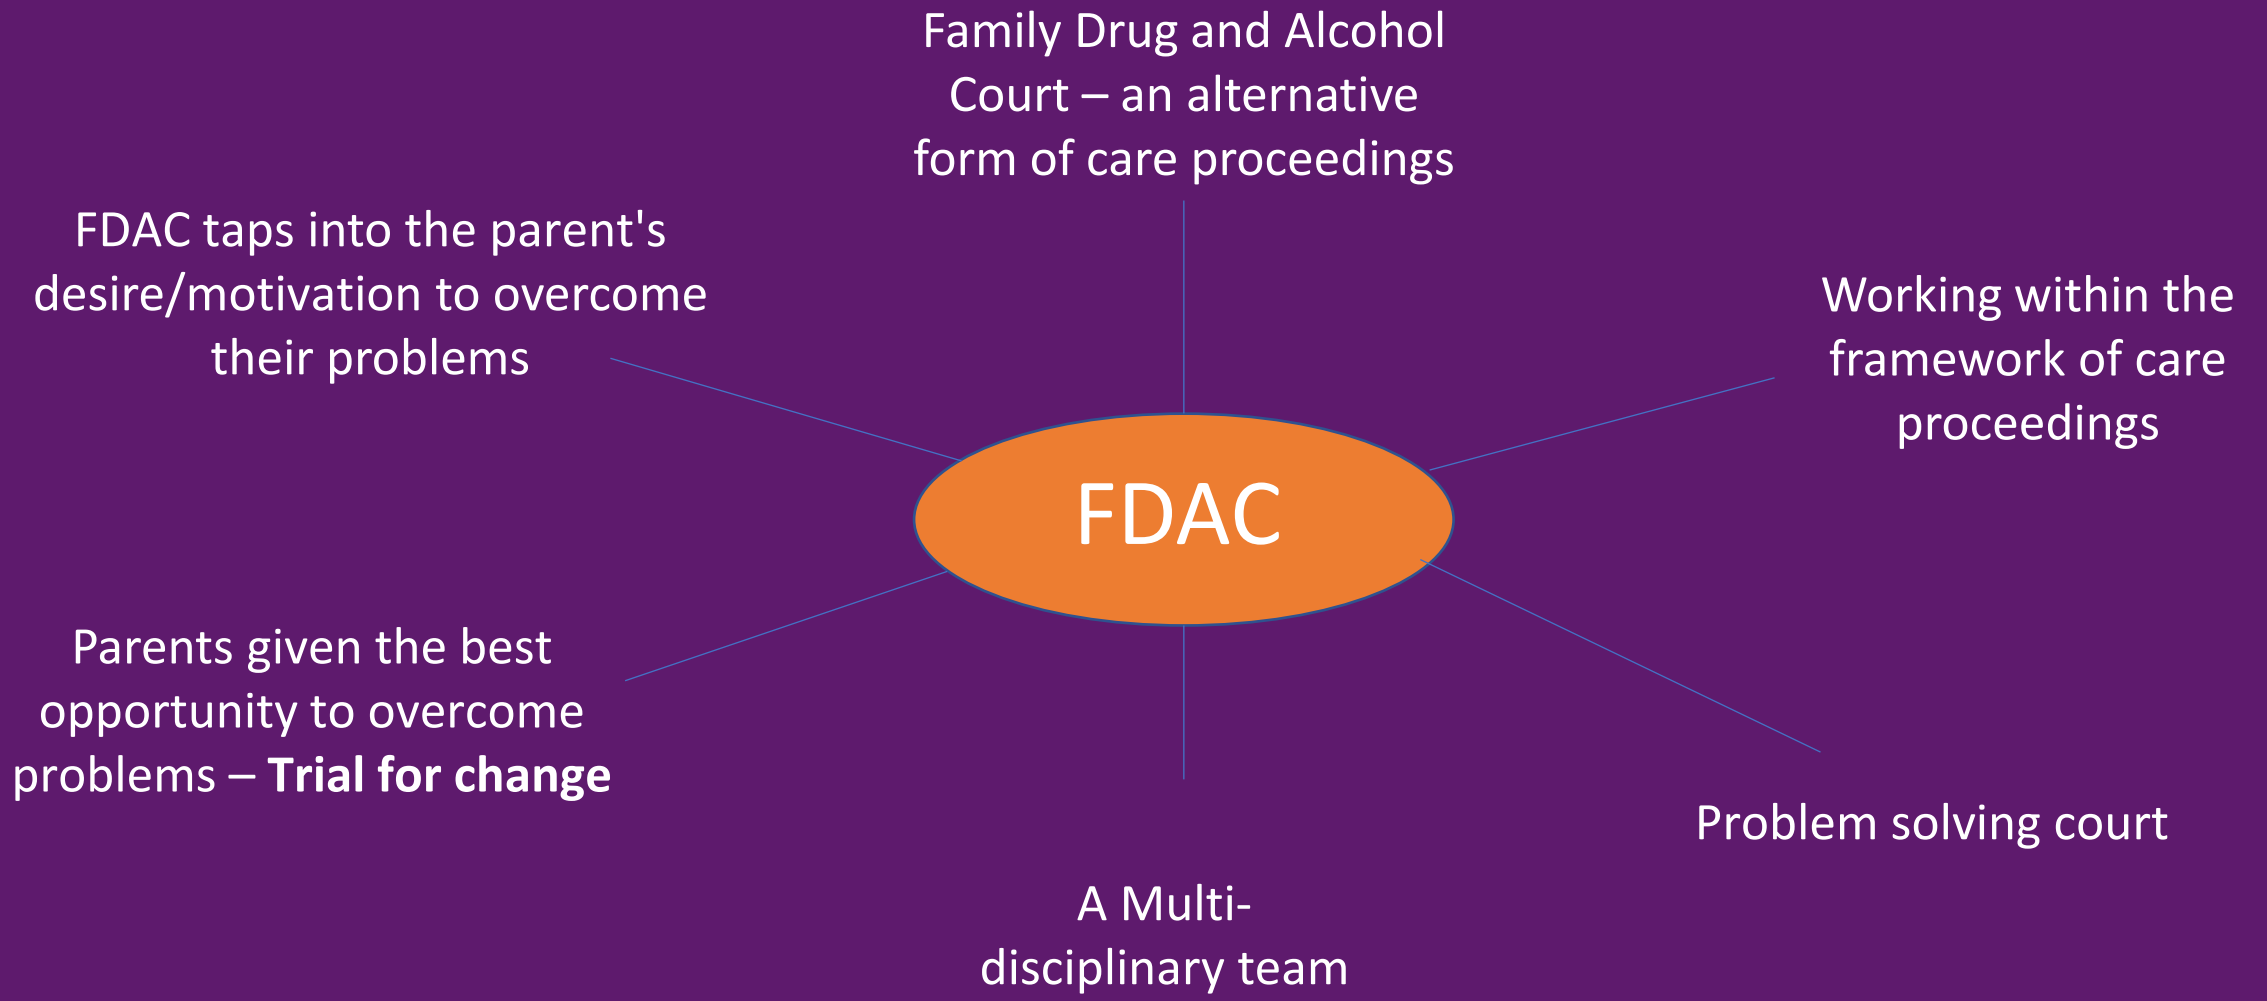 Family Drug and Alcohol
Court – an alternative
form of care proceedings
FDAC taps into the parent's
desire/motivation to overcome
their problems
Working within the
framework of care
proceedings
FDAC
Parents given the best
opportunity to overcome
problems – Trial for change
Problem solving court
A Multi-
disciplinary team